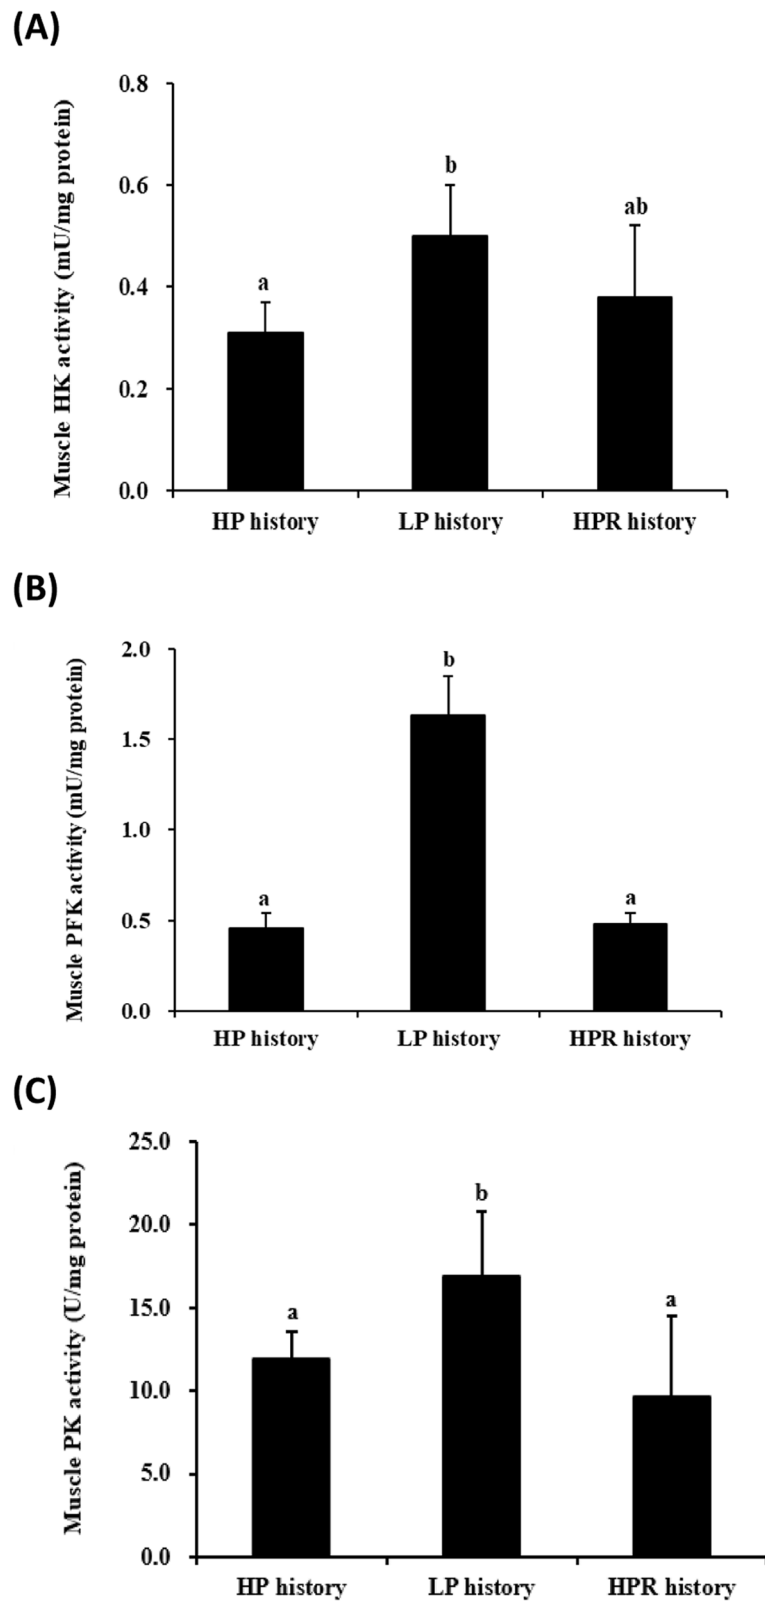 (A)
Muscle HK activity (mU/mg protein)
0.8
0.6
0.4
0.2
0.0
a
b
ab
HP history LP history HPR history
(B)
Muscle PFK activity (mU/mg protein)
2.0
1.5
1.0
0.5
0.0
a
b
a
HP history LP history HPR history
(C)
Muscle PK activity (U/mg protein)
25.0
20.0
15.0
10.0
5.0
0.0
a
b
a
HP history LP history HPR history